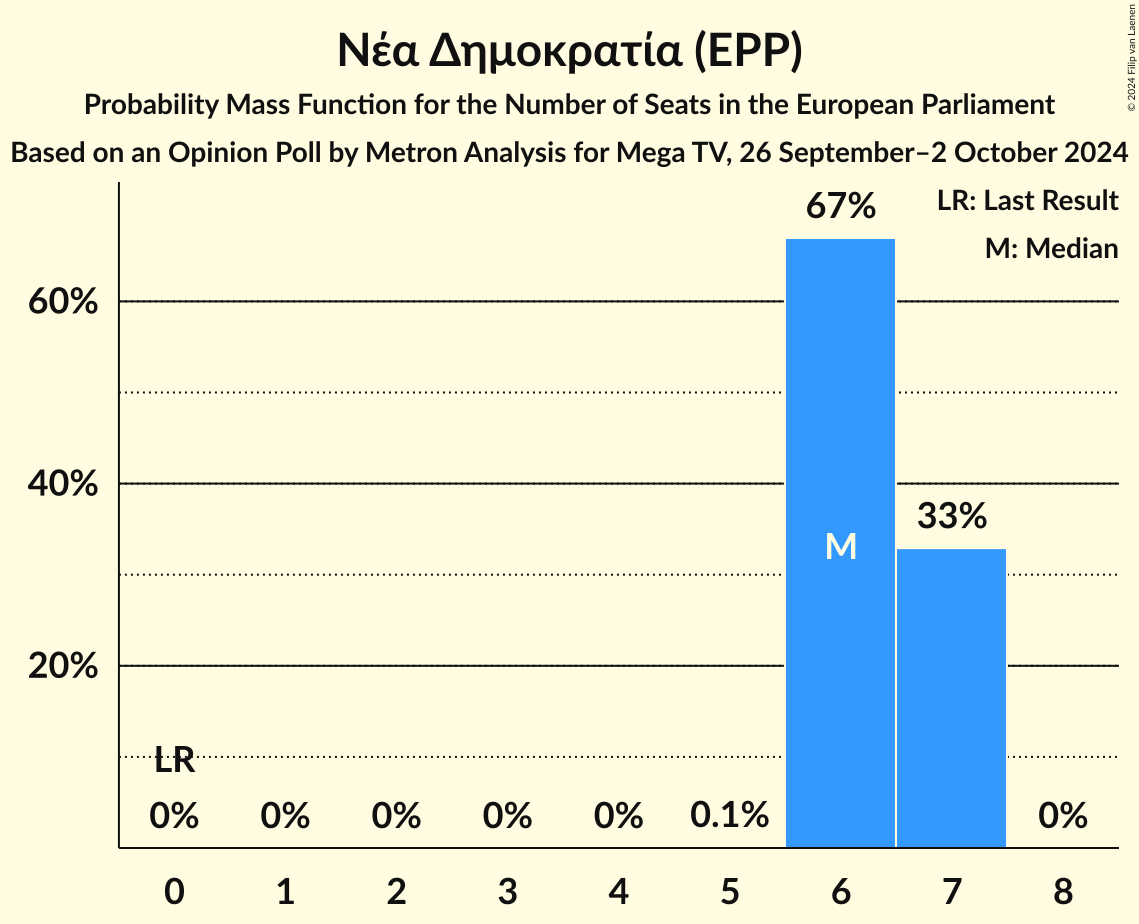 Νέα Δημοκρατία (EPP)
Probability Mass Function for the Number of Seats in the European Parliament
Based on an Opinion Poll by Metron Analysis for Mega TV, 26 September–2 October 2024
© 2024 Filip van Laenen
LR: Last Result
M: Median
67%
60%
40%
33%
M
20%
LR
0% 0% 0% 0% 0% 0.1% 0%
0 1 2 3 4 5 6 7 8